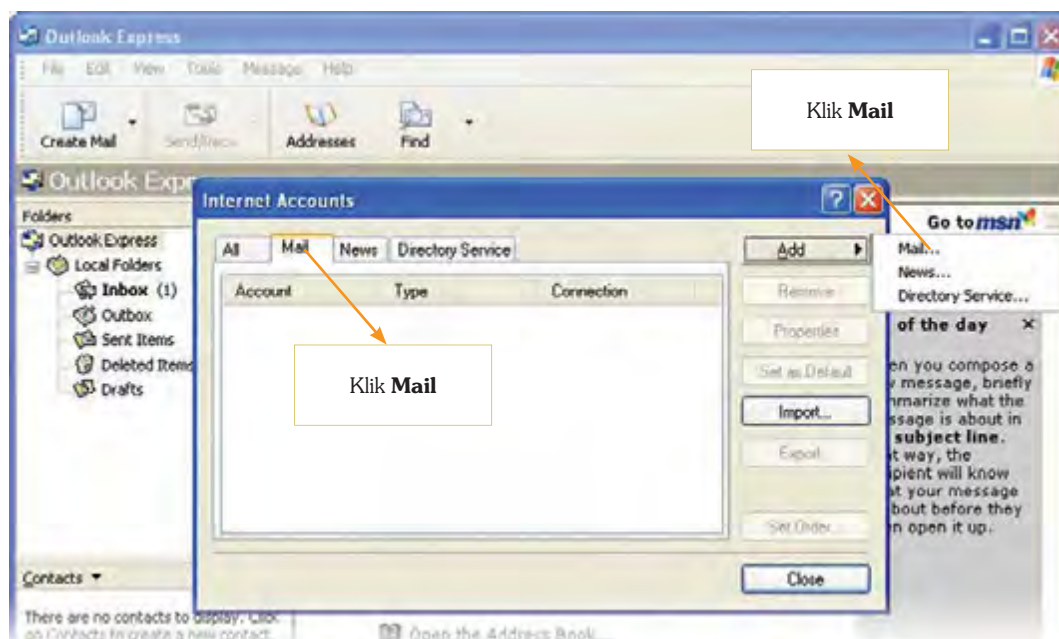 Outlook Express
File Edit View Tools Message Help
Create Mail
Addresses
Find
Klik Mail
Outlook Expr
Internet Accounts
Folders
Outlook Express
Local Folders
Inbox (1)
Outbox
Sent Items
Deleted Items
Drafts
All Mail News Directory Service
Account Type Connection
Klik Mail
Add
Remove
Properties
Set as Default
Import...
Export...
Set Order...
Close
Go to msn
Mail...
News...
Directory Service...
of the day
en you compose a
message, briefly
mmarize what the
ssage is about in
subject line.
t way, the
ipient will know
at your message
bout before they
n open it up.
Contacts
There are no contacts to display. Click
on Contacts to create a new contact.
Open the Address Book...